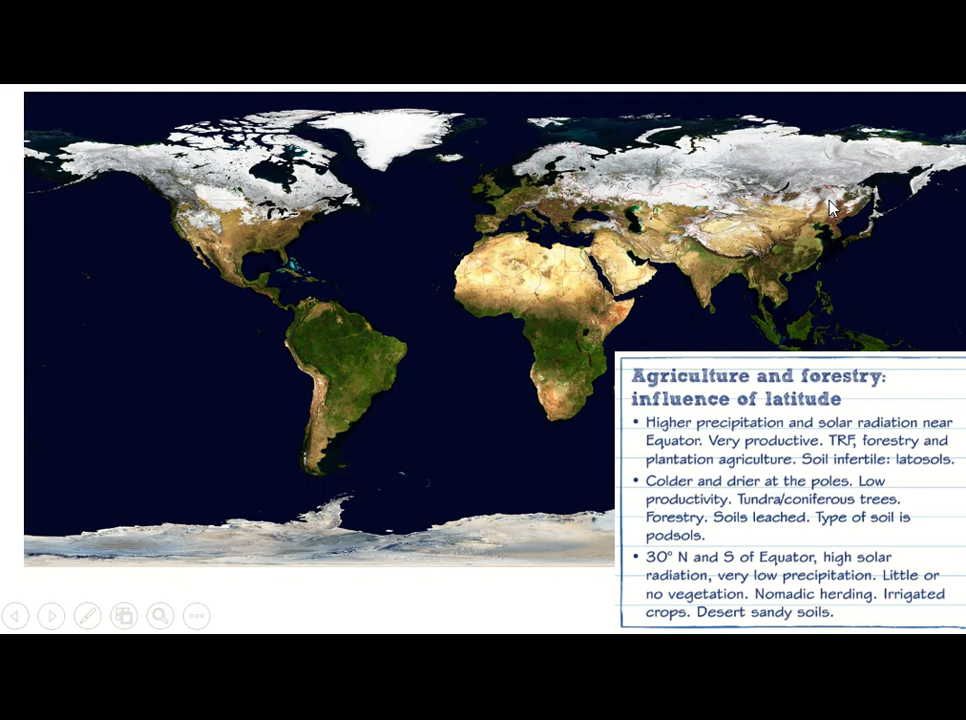 Agriculture and forestry:
influence of latitude
• Higher precipitation and solar radiation near
Equator. Very productive. TRF, forestry and
plantation agriculture. Soil infertile: latosols.
• Colder and drier at the poles. Low
productivity. Tundra/coniferous trees.
Forestry. Soils leached. Type of soil is
podsols.
• 30° N and S of Equator, high solar
radiation, very low precipitation. Little or
no vegetation. Nomadic herding. Irrigated
crops. Desert sandy soils.